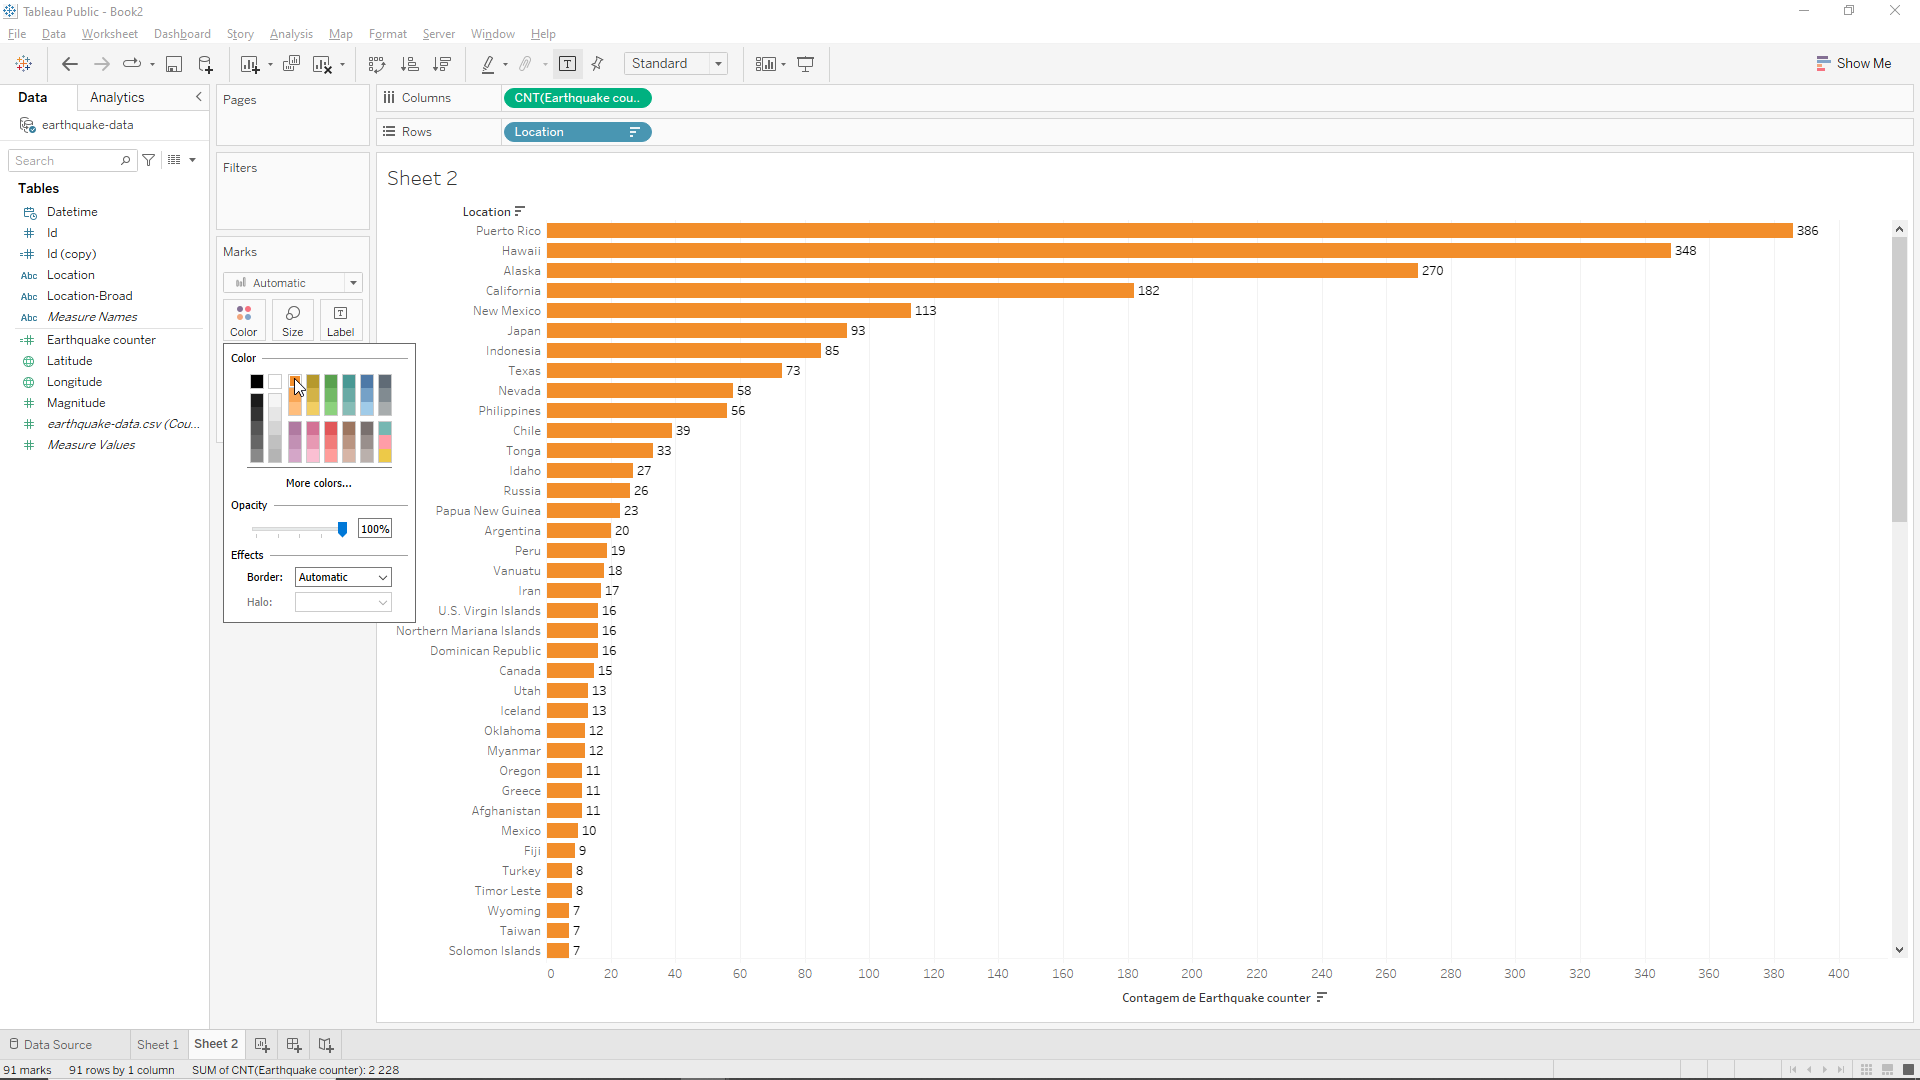 Tableau Public - Book2
File Data Worksheet Dashboard Story Analysis Map Format Server Window Help
Standard
Show Me
Data Analytics
earthquake-data
Search
Tables
Datetime
Id
Id (copy)
Abc Location
Abc Location-Broad
Abc Measure Names
Earthquake counter
Latitude
Longitude
Magnitude
earthquake-data.csv (Cou...
Measure Values
Pages
Filters
Marks
Automatic
Color Size Label
Color
More colors...
Opacity
100%
Effects
Border: Automatic
Halo:
Columns CNT(Earthquake cou..
Rows Location
Sheet 2
Location
Puerto Rico 386
Hawaii 348
Alaska 270
California 182
New Mexico 113
Japan 93
Indonesia 85
Texas 73
Nevada 58
Philippines 56
Chile 39
Tonga 33
Idaho 27
Russia 26
Papua New Guinea 23
Argentina 20
Peru 19
Vanuatu 18
Iran 17
U.S. Virgin Islands 16
Northern Mariana Islands 16
Dominican Republic 16
Canada 15
Utah 13
Iceland 13
Oklahoma 12
Myanmar 12
Oregon 11
Greece 11
Afghanistan 11
Mexico 10
Fiji 9
Turkey 8
Timor Leste 8
Wyoming 7
Taiwan 7
Solomon Islands 7
0 20 40 60 80 100 120 140 160 180 200 220 240 260 280 300 320 340 360 380 400
Contagem de Earthquake counter
Data Source Sheet 1 Sheet 2
91 marks 91 rows by 1 column SUM of CNT(Earthquake counter): 2 228